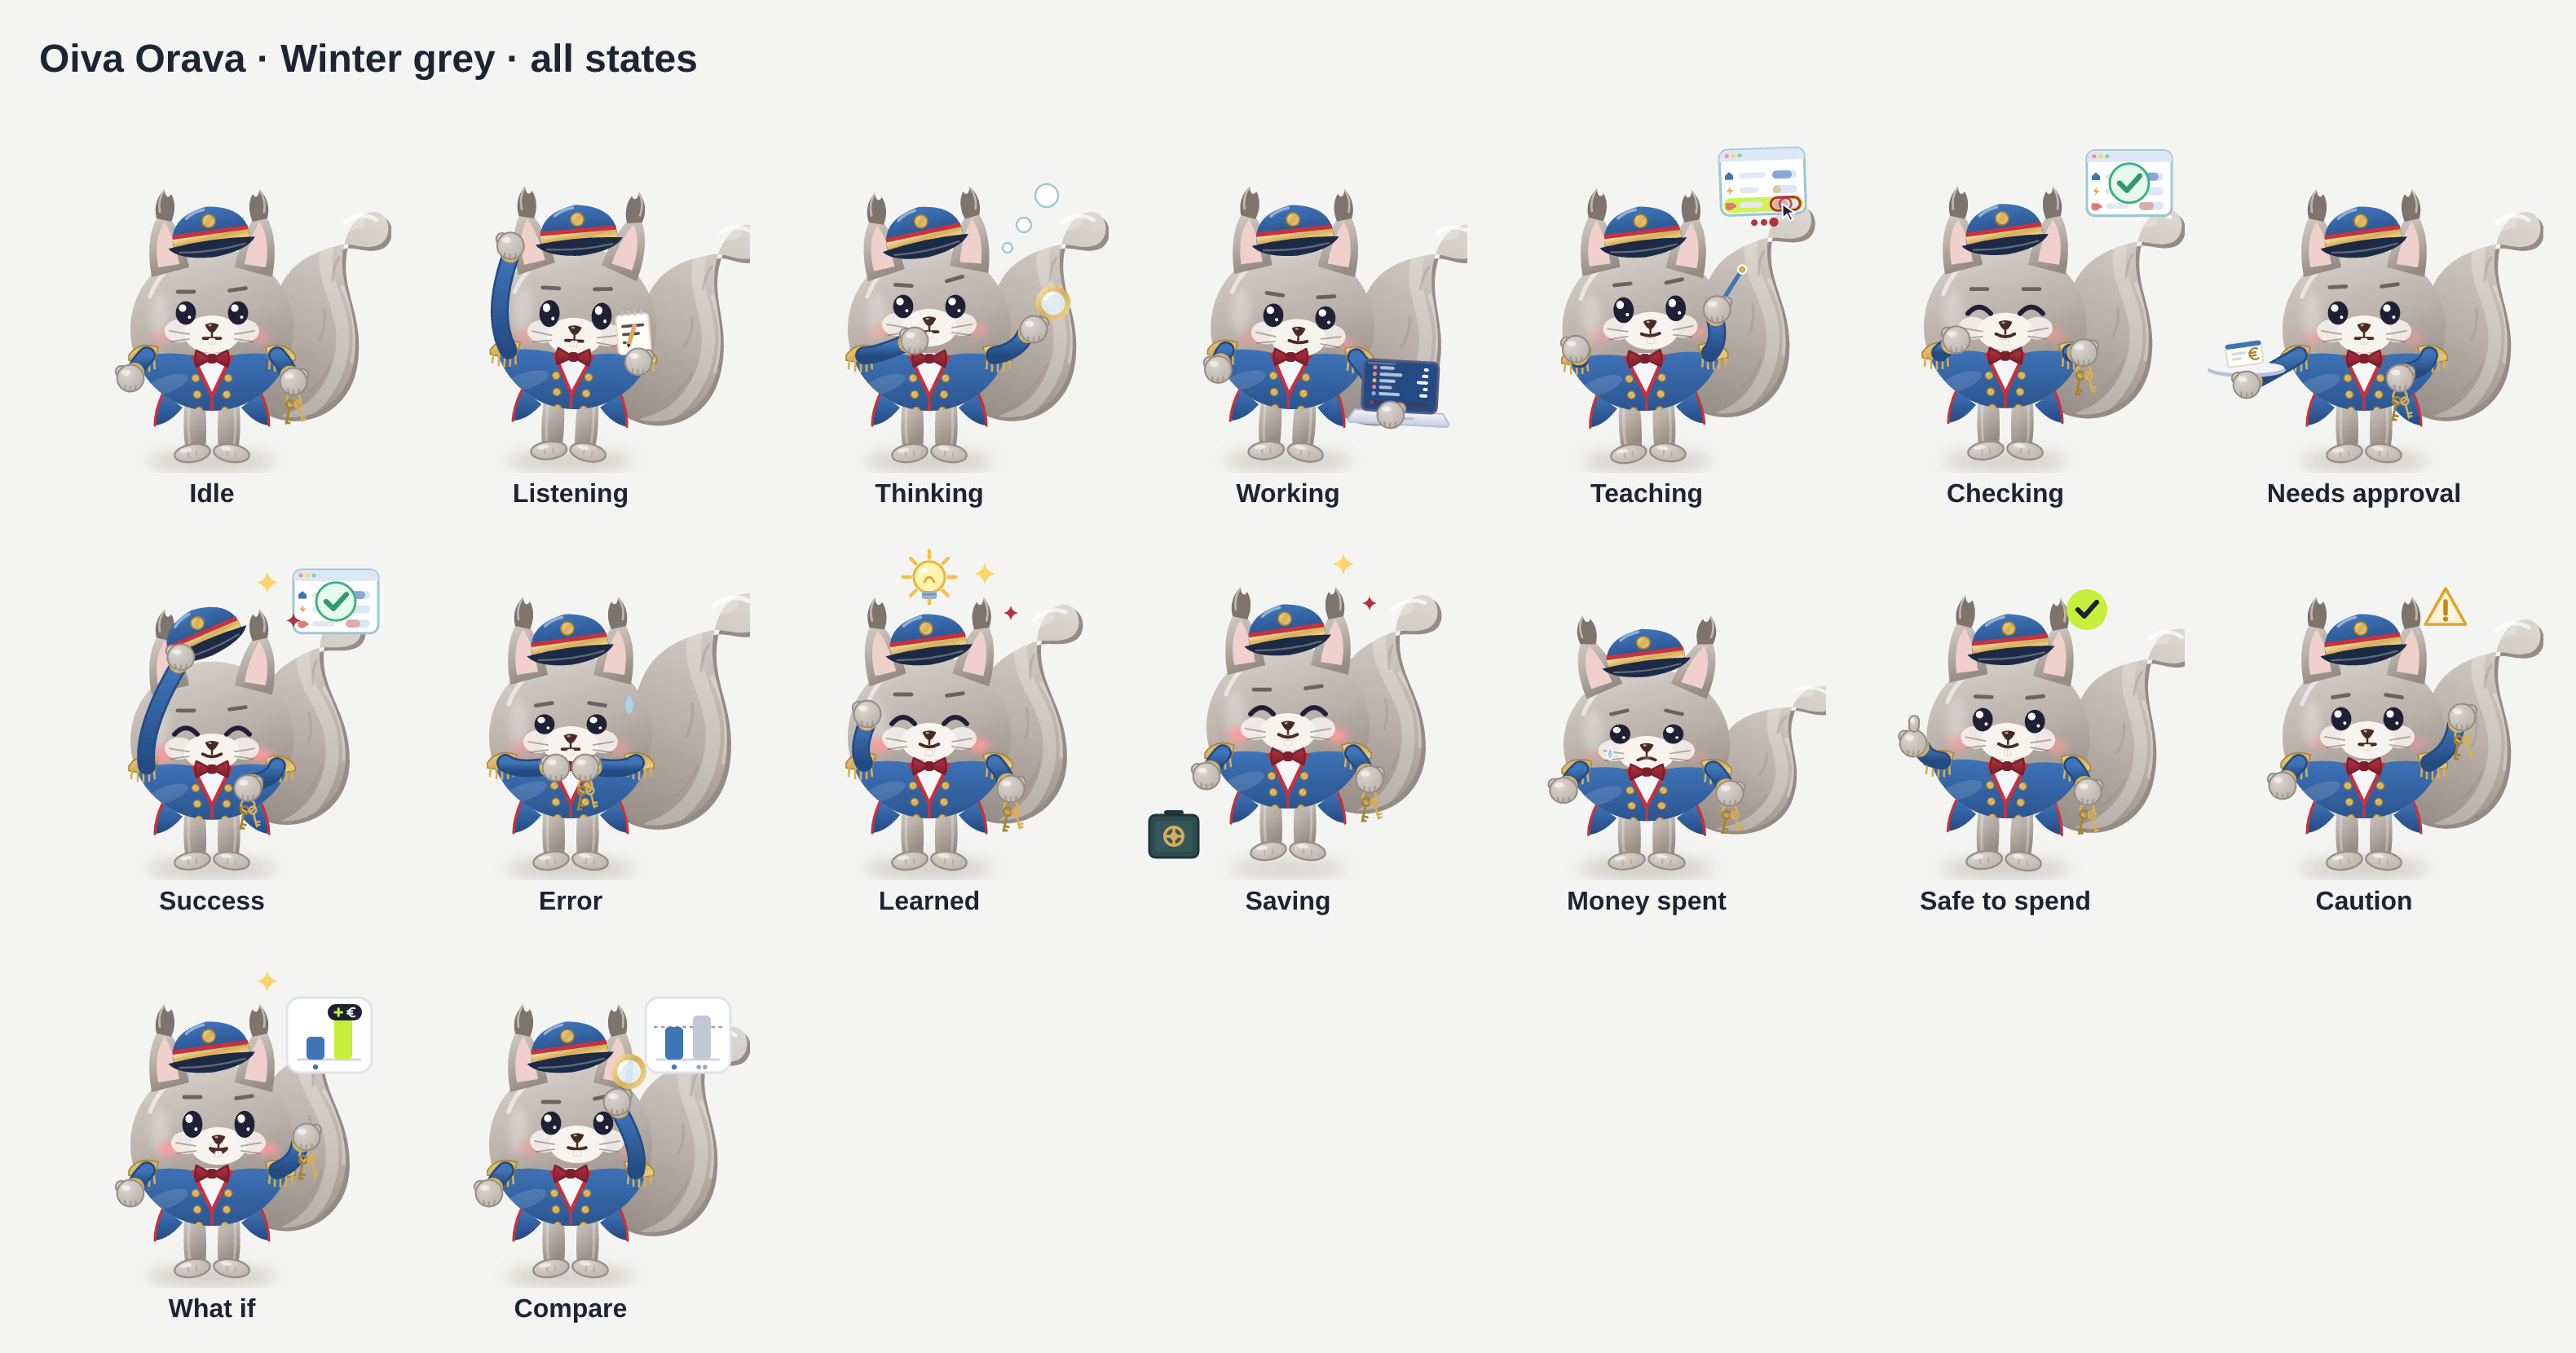 Oiva Orava · Winter grey · all states
€
Idle
Listening
Thinking
Working
Teaching
Checking
Needs approval
Success
Error
Learned
Saving
Money spent
Safe to spend
Caution
+€
What if
Compare